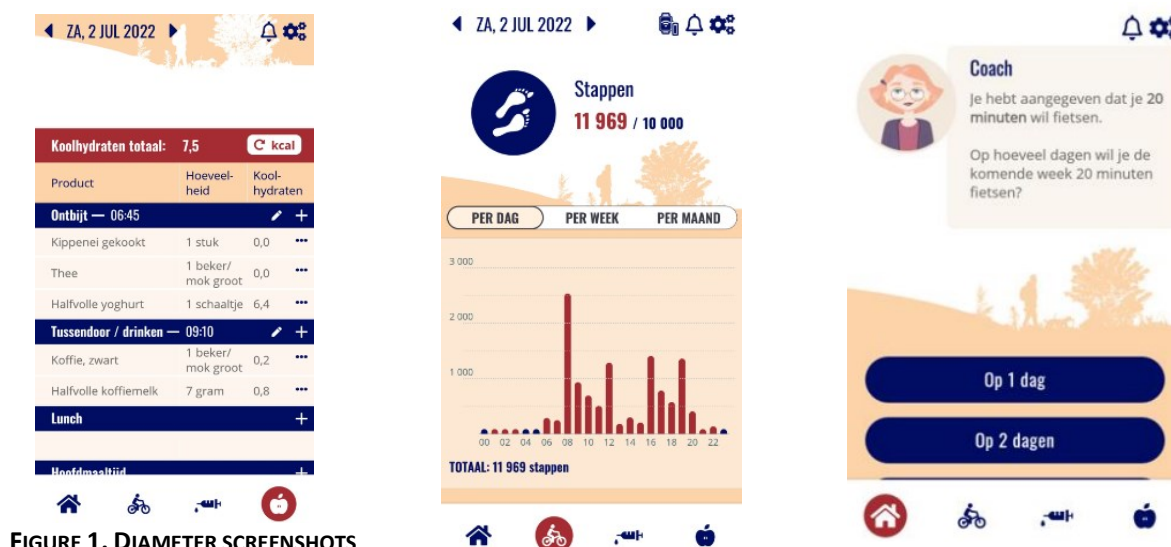 ZA, 2 JUL 2022
Koolhydraten totaal: 7,5 kcal
Product Hoeveel-heid Kool-hydraten
Ontbijt — 06:45
Kippenei gekookt 1 stuk 0,0
Thee 1 beker/ mok groot 0,0
Halfvolle yoghurt 1 schaaltje 6,4
Tussendoor / drinken — 09:10
Koffie, zwart 1 beker/ mok groot 0,2
Halfvolle koffiemelk 7 gram 0,8
Lunch
Hoofdmaaltijd
ZA, 2 JUL 2022
Stappen
11 969 / 10 000
PER DAG PER WEEK PER MAAND
3 000
2 000
1 000
00 02 04 06 08 10 12 14 16 18 20 22
TOTAAL: 11 969 stappen
Coach
Je hebt aangegeven dat je 20
minuten wil fietsen.
Op hoeveel dagen wil je de
komende week 20 minuten
fietsen?
Op 1 dag
Op 2 dagen
FIGURE 1. DIAMETER SCREENSHOTS